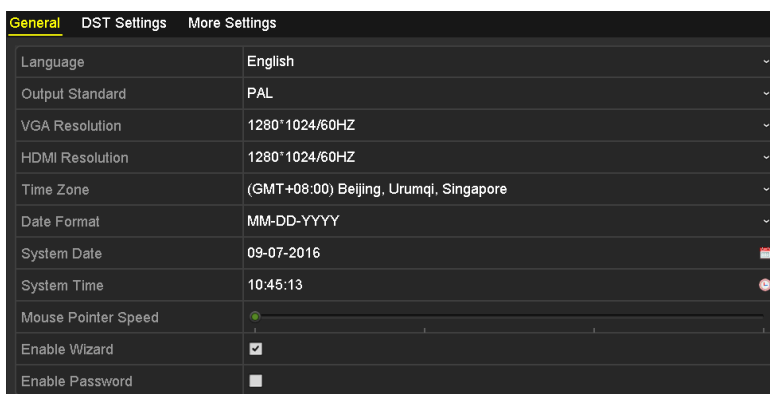 General DST Settings More Settings
Language English
Output Standard PAL
VGA Resolution 1280*1024/60HZ
HDMI Resolution 1280*1024/60HZ
Time Zone (GMT+08:00) Beijing, Urumqi, Singapore
Date Format MM-DD-YYYY
System Date 09-07-2016
System Time 10:45:13
Mouse Pointer Speed
Enable Wizard
Enable Password